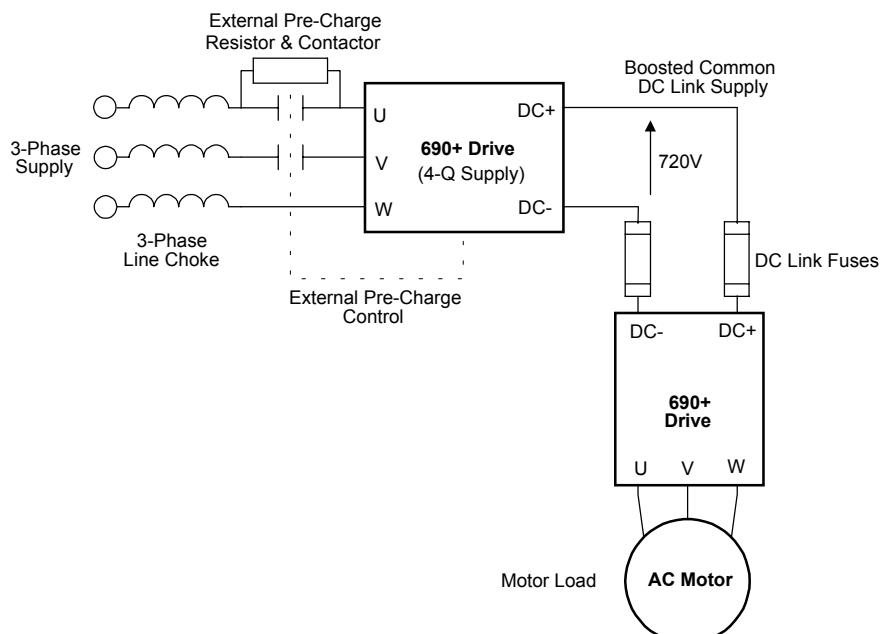 External Pre-Charge
Resistor & Contactor
Boosted Common
DC Link Supply
U
DC+
3-Phase
Supply
V
690+ Drive
(4-Q Supply)
720V
W
DC-
3-Phase
Line Choke
DC Link Fuses
External Pre-Charge
Control
DC-
DC+
690+
Drive
U
V
W
Motor Load
AC Motor